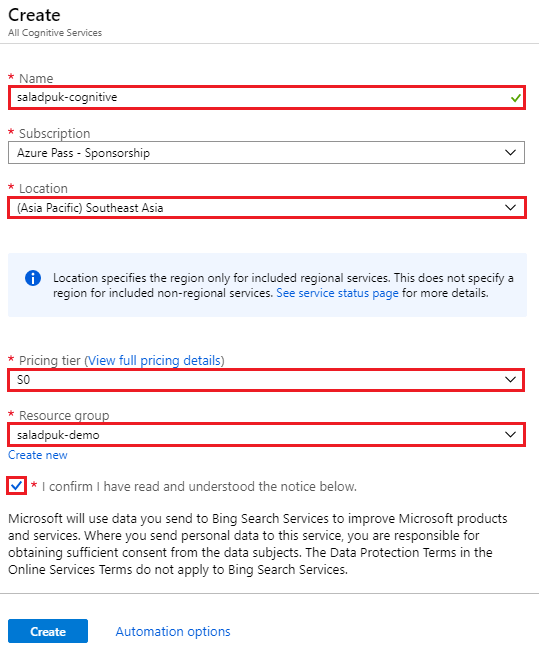 Create
All Cognitive Services
* Name
saladpuk-cognitive
* Subscription
Azure Pass - Sponsorship
* Location
(Asia Pacific) Southeast Asia
Location specifies the region only for included regional services. This does not specify a
region for included non-regional services. See service status page for more details.
* Pricing tier (View full pricing details)
S0
* Resource group
saladpuk-demo
Create new
* I confirm I have read and understood the notice below.
Microsoft will use data you send to Bing Search Services to improve Microsoft products
and services. Where you send personal data to this service, you are responsible for
obtaining sufficient consent from the data subjects. The Data Protection Terms in the
Online Services Terms do not apply to Bing Search Services.
Create
Automation options